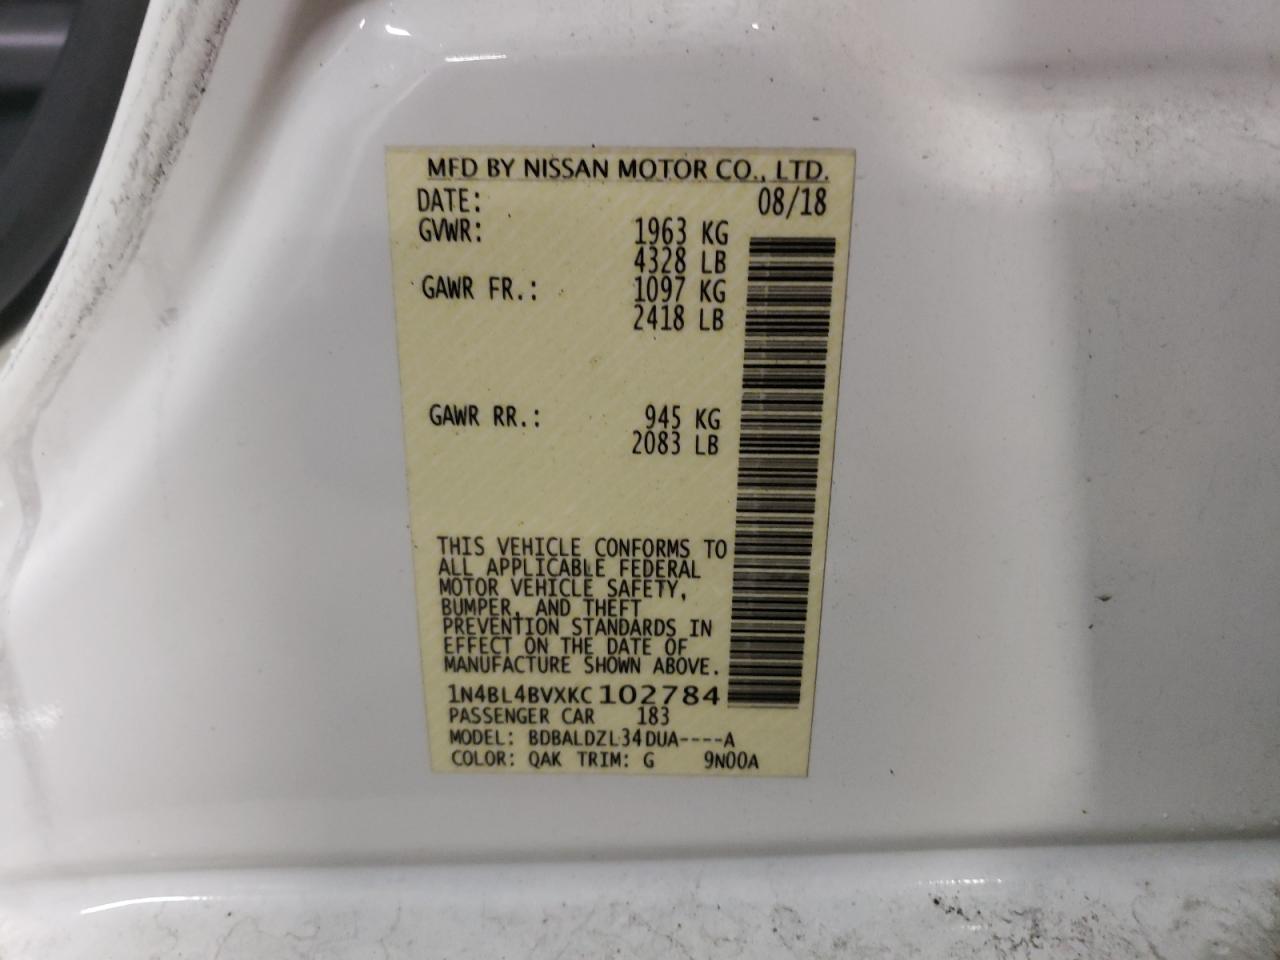 MFD BY NISSAN MOTOR CO., LTD.
DATE: 08/18
GVWR: 1963 KG
4328 LB
GAWR FR.: 1097 KG
2418 LB
GAWR RR.: 945 KG
2083 LB
THIS VEHICLE CONFORMS TO
ALL APPLICABLE FEDERAL
MOTOR VEHICLE SAFETY,
BUMPER, AND THEFT
PREVENTION STANDARDS IN
EFFECT ON THE DATE OF
MANUFACTURE SHOWN ABOVE.
1N4BL4BVXKC102784
PASSENGER CAR 183
MODEL: BDBALDZL34DUA----A
COLOR: QAK TRIM: G 9N00A